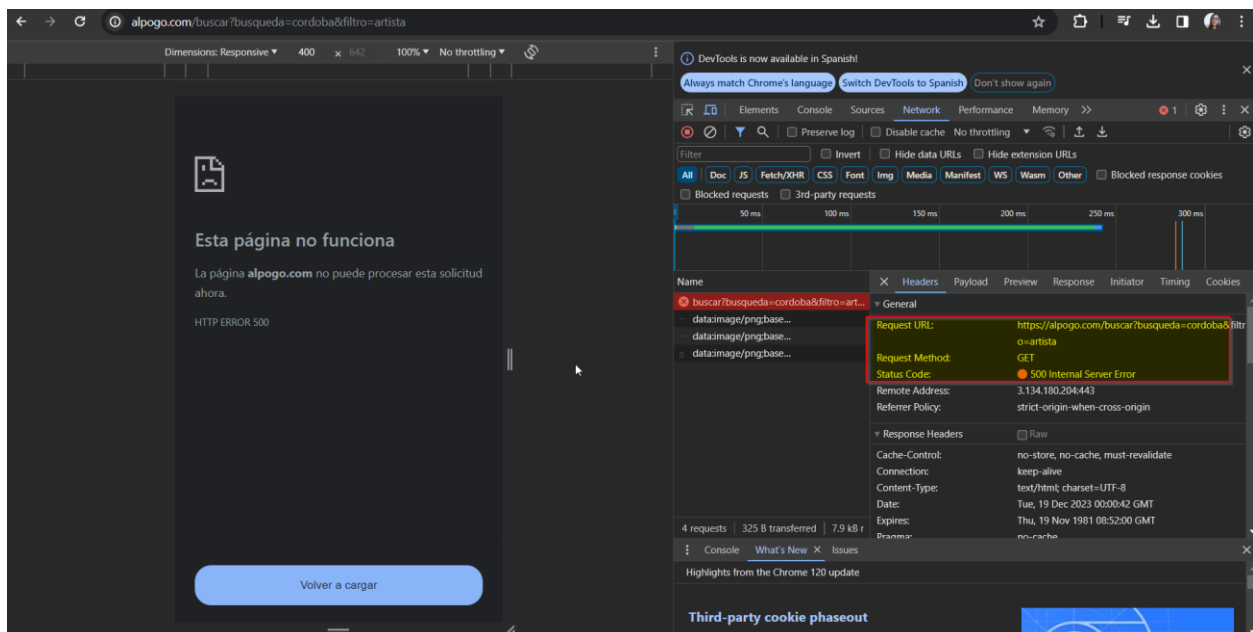 alpogo.com/buscar?busqueda=cordoba&filtro=artista
Dimensions: Responsive ▼ 400 x 642 100% ▼ No throttling ▼
Esta página no funciona
La página alpogo.com no puede procesar esta solicitud
ahora.
HTTP ERROR 500
Volver a cargar
DevTools is now available in Spanish!
Always match Chrome's language Switch DevTools to Spanish Don't show again
Elements Console Sources Network Performance Memory >> 1
Preserve log Disable cache No throttling ▼
Filter Invert Hide data URLs Hide extension URLs
All Doc JS Fetch/XHR CSS Font Img Media Manifest WS Wasm Other Blocked response cookies
Blocked requests 3rd-party requests
50 ms 100 ms 150 ms 200 ms 250 ms 300 ms
Name
buscar?busqueda=cordoba&filtro=art...
data:image/png;base...
data:image/png;base...
data:image/png;base...
4 requests 325 B transferred 7.9 kB r
Headers Payload Preview Response Initiator Timing Cookies
General
Request URL: https://alpogo.com/buscar?busqueda=cordoba&filtr
o=artista
Request Method: GET
Status Code: 500 Internal Server Error
Remote Address: 3.134.180.204:443
Referrer Policy: strict-origin-when-cross-origin
Response Headers Raw
Cache-Control: no-store, no-cache, must-revalidate
Connection: keep-alive
Content-Type: text/html; charset=UTF-8
Date: Tue, 19 Dec 2023 00:00:42 GMT
Expires: Thu, 19 Nov 1981 08:52:00 GMT
Pragma: no-cache
Console What's New Issues
Highlights from the Chrome 120 update
Third-party cookie phaseout